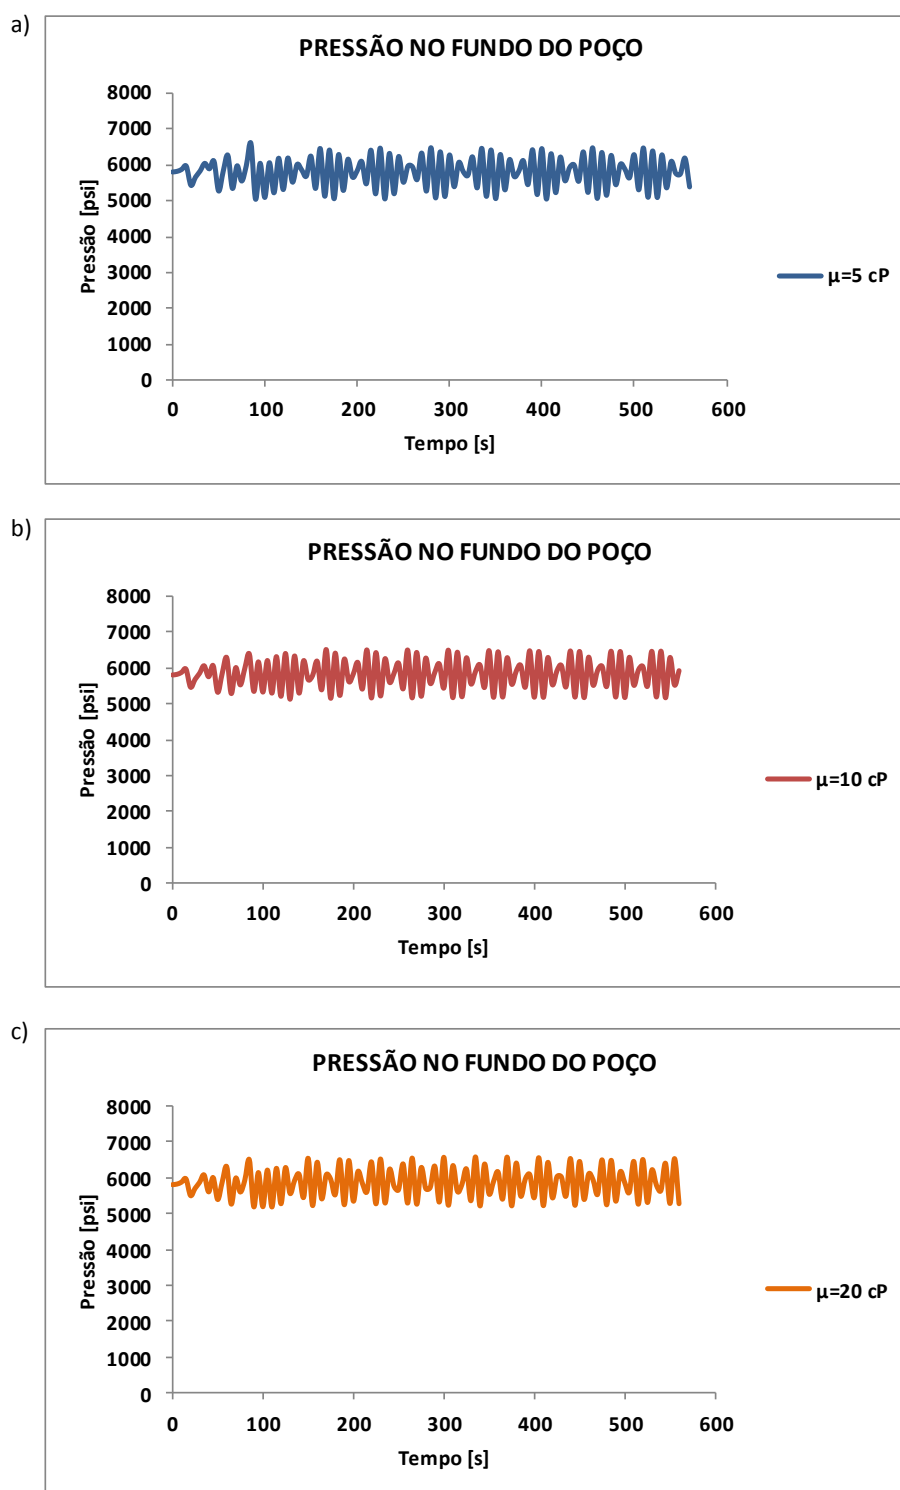 a)
PRESSÃO NO FUNDO DO POÇO
8000
7000
6000
5000
4000
3000
2000
1000
0
Pressão [psi]
0 100 200 300 400 500 600
Tempo [s]
μ=5 cP
b)
PRESSÃO NO FUNDO DO POÇO
8000
7000
6000
5000
4000
3000
2000
1000
0
Pressão [psi]
0 100 200 300 400 500 600
Tempo [s]
μ=10 cP
c)
PRESSÃO NO FUNDO DO POÇO
8000
7000
6000
5000
4000
3000
2000
1000
0
Pressão [psi]
0 100 200 300 400 500 600
Tempo [s]
μ=20 cP